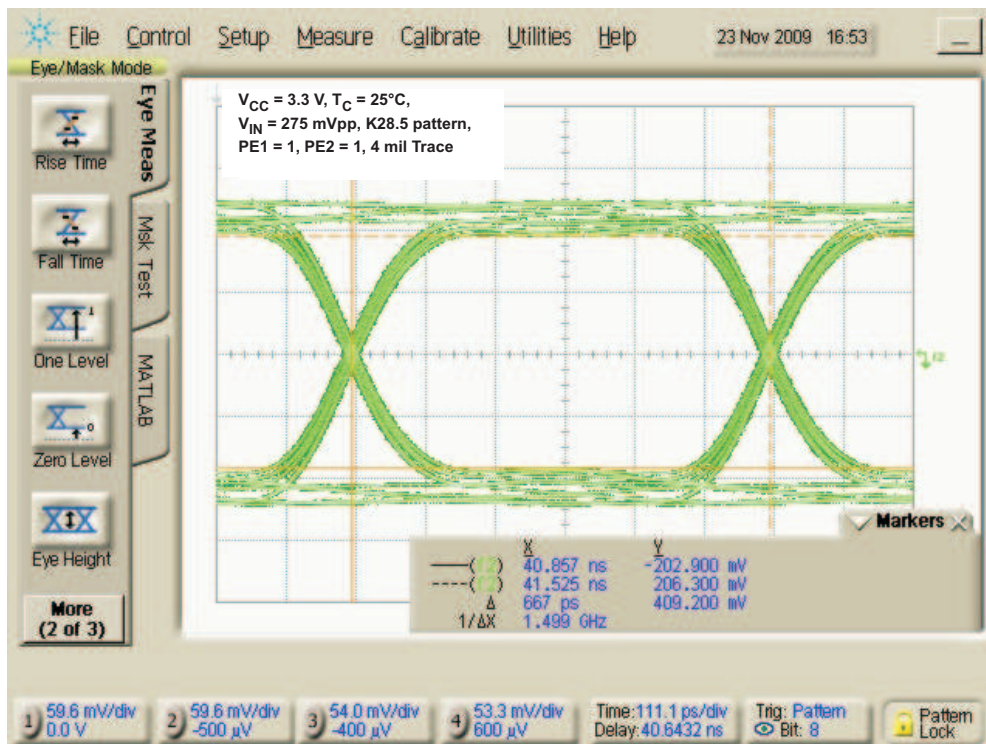 File Control Setup Measure Calibrate Utilities Help 23 Nov 2009 16:53
Eye/Mask Mode
Eye Meas
Msk Test
MATLAB
Rise Time
Fall Time
One Level
Zero Level
Eye Height
More
(2 of 3)
VCC = 3.3 V, TC = 25°C,
VIN = 275 mVpp, K28.5 pattern,
PE1 = 1, PE2 = 1, 4 mil Trace
Markers
X Y
40.857 ns -202.900 mV
41.525 ns 206.300 mV
Δ 667 ps 409.200 mV
1/ΔX 1.499 GHz
1) 59.6 mV/div
0.0 V
2) 59.6 mV/div
-500 µV
3) 54.0 mV/div
-400 µV
4) 53.3 mV/div
600 µV
Time:111.1 ps/div
Delay:40.6432 ns
Trig: Pattern
Bit: 8
Pattern
Lock